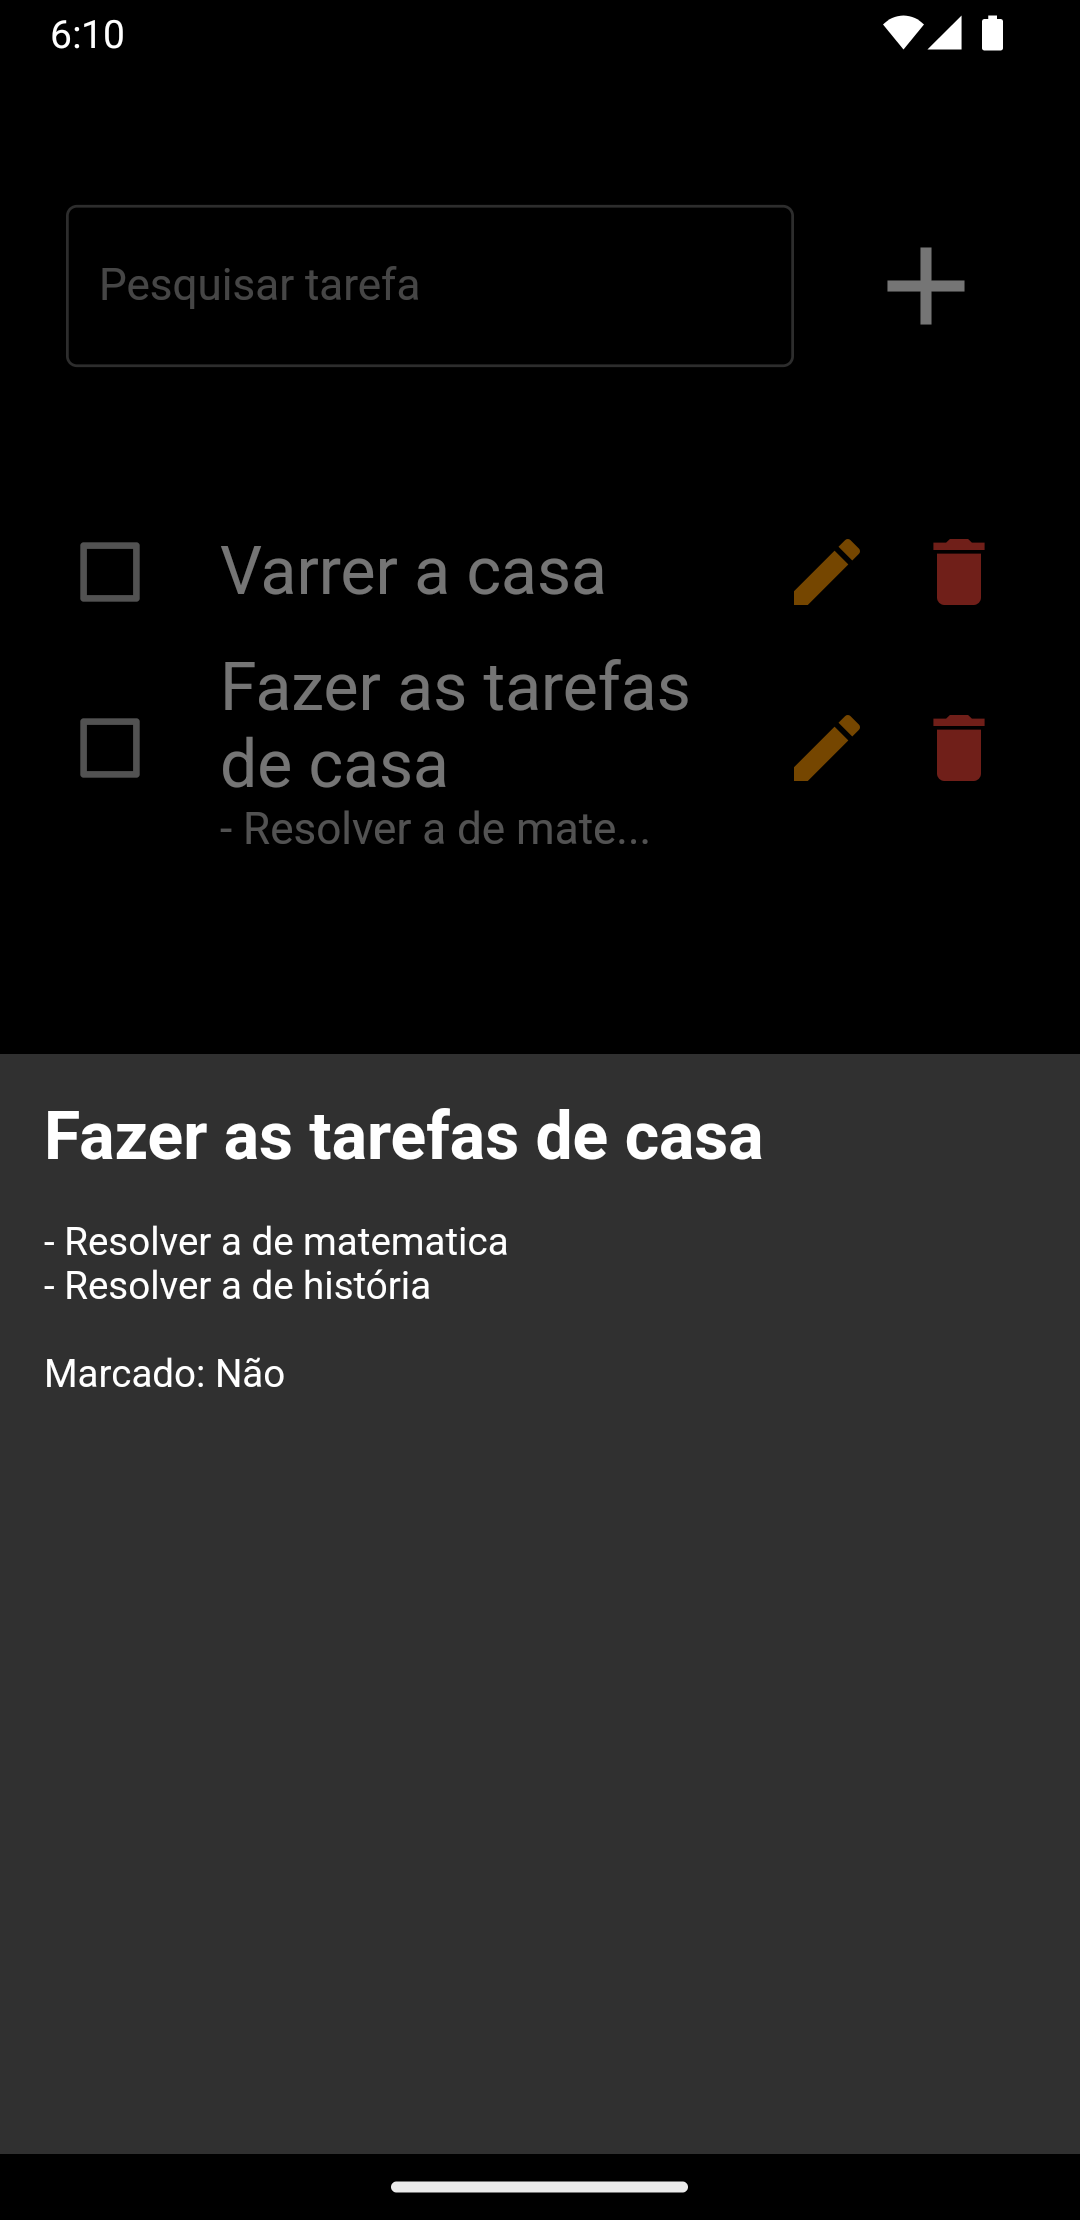 6:10
Pesquisar tarefa
Varrer a casa
Fazer as tarefas
de casa
- Resolver a de mate...
Fazer as tarefas de casa
- Resolver a de matematica
- Resolver a de história
Marcado: Não